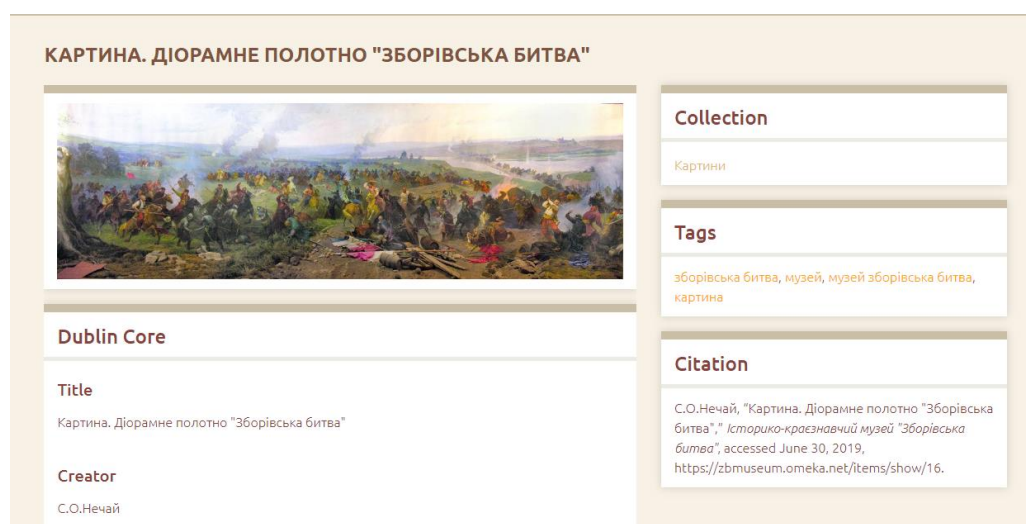 КАРТИНА. ДІОРАМНЕ ПОЛОТНО "ЗБОРІВСЬКА БИТВА"
Dublin Core
Title
Картина. Діорамне полотно "Зборівська битва"
Creator
С.О.Нечай
Collection
Картини
Tags
зборівська битва, музей, музей зборівська битва,
картина
Citation
С.О.Нечай, “Картина. Діорамне полотно "Зборівська
битва",” Історико-краєзнавчий музей "Зборівська
битва", accessed June 30, 2019,
https://zbmuseum.omeka.net/items/show/16.